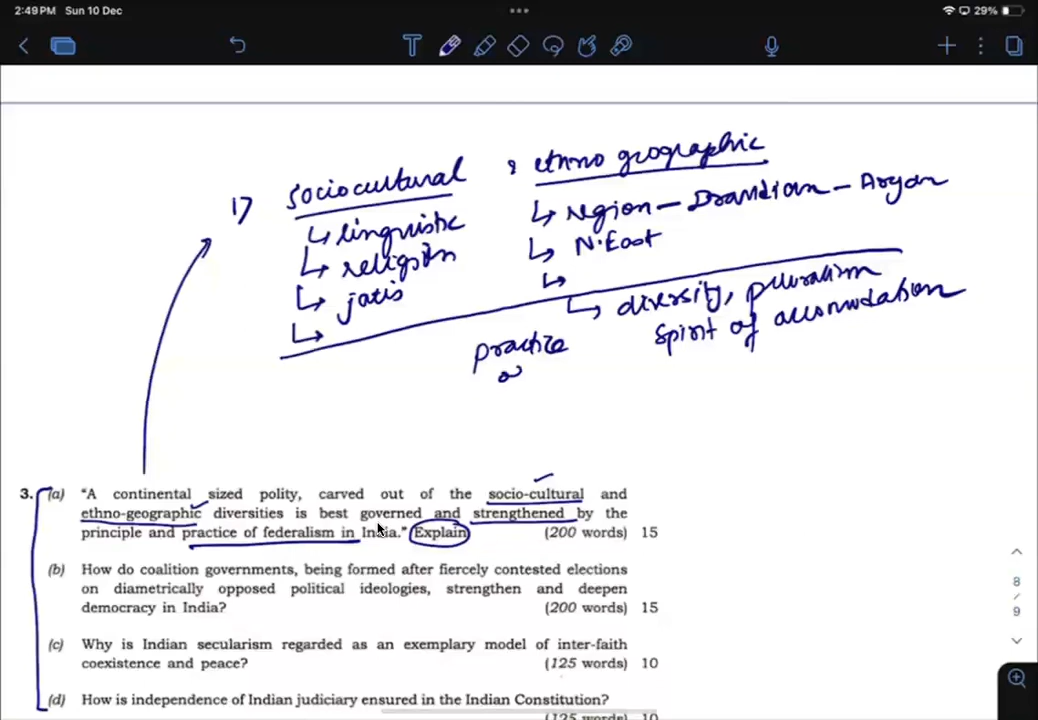 2:49 PM Sun 10 Dec
29%
T
1) sociocultural : ethno geographic
↳ linguistic
↳ religion
↳ jatis
↳ region - Dravidian - Aryan
↳ N. East
↳ diversity, pluralism
spirit of accomodation
practice
3. (a) "A continental sized polity, carved out of the socio-cultural and
ethno-geographic diversities is best governed and strengthened by the
principle and practice of federalism in India." Explain
(200 words) 15
(b) How do coalition governments, being formed after fiercely contested elections
on diametrically opposed political ideologies, strengthen and deepen
democracy in India? (200 words) 15
(c) Why is Indian secularism regarded as an exemplary model of inter-faith
coexistence and peace? (125 words) 10
(d) How is independence of Indian judiciary ensured in the Indian Constitution?
(125 words) 10
8
/
9